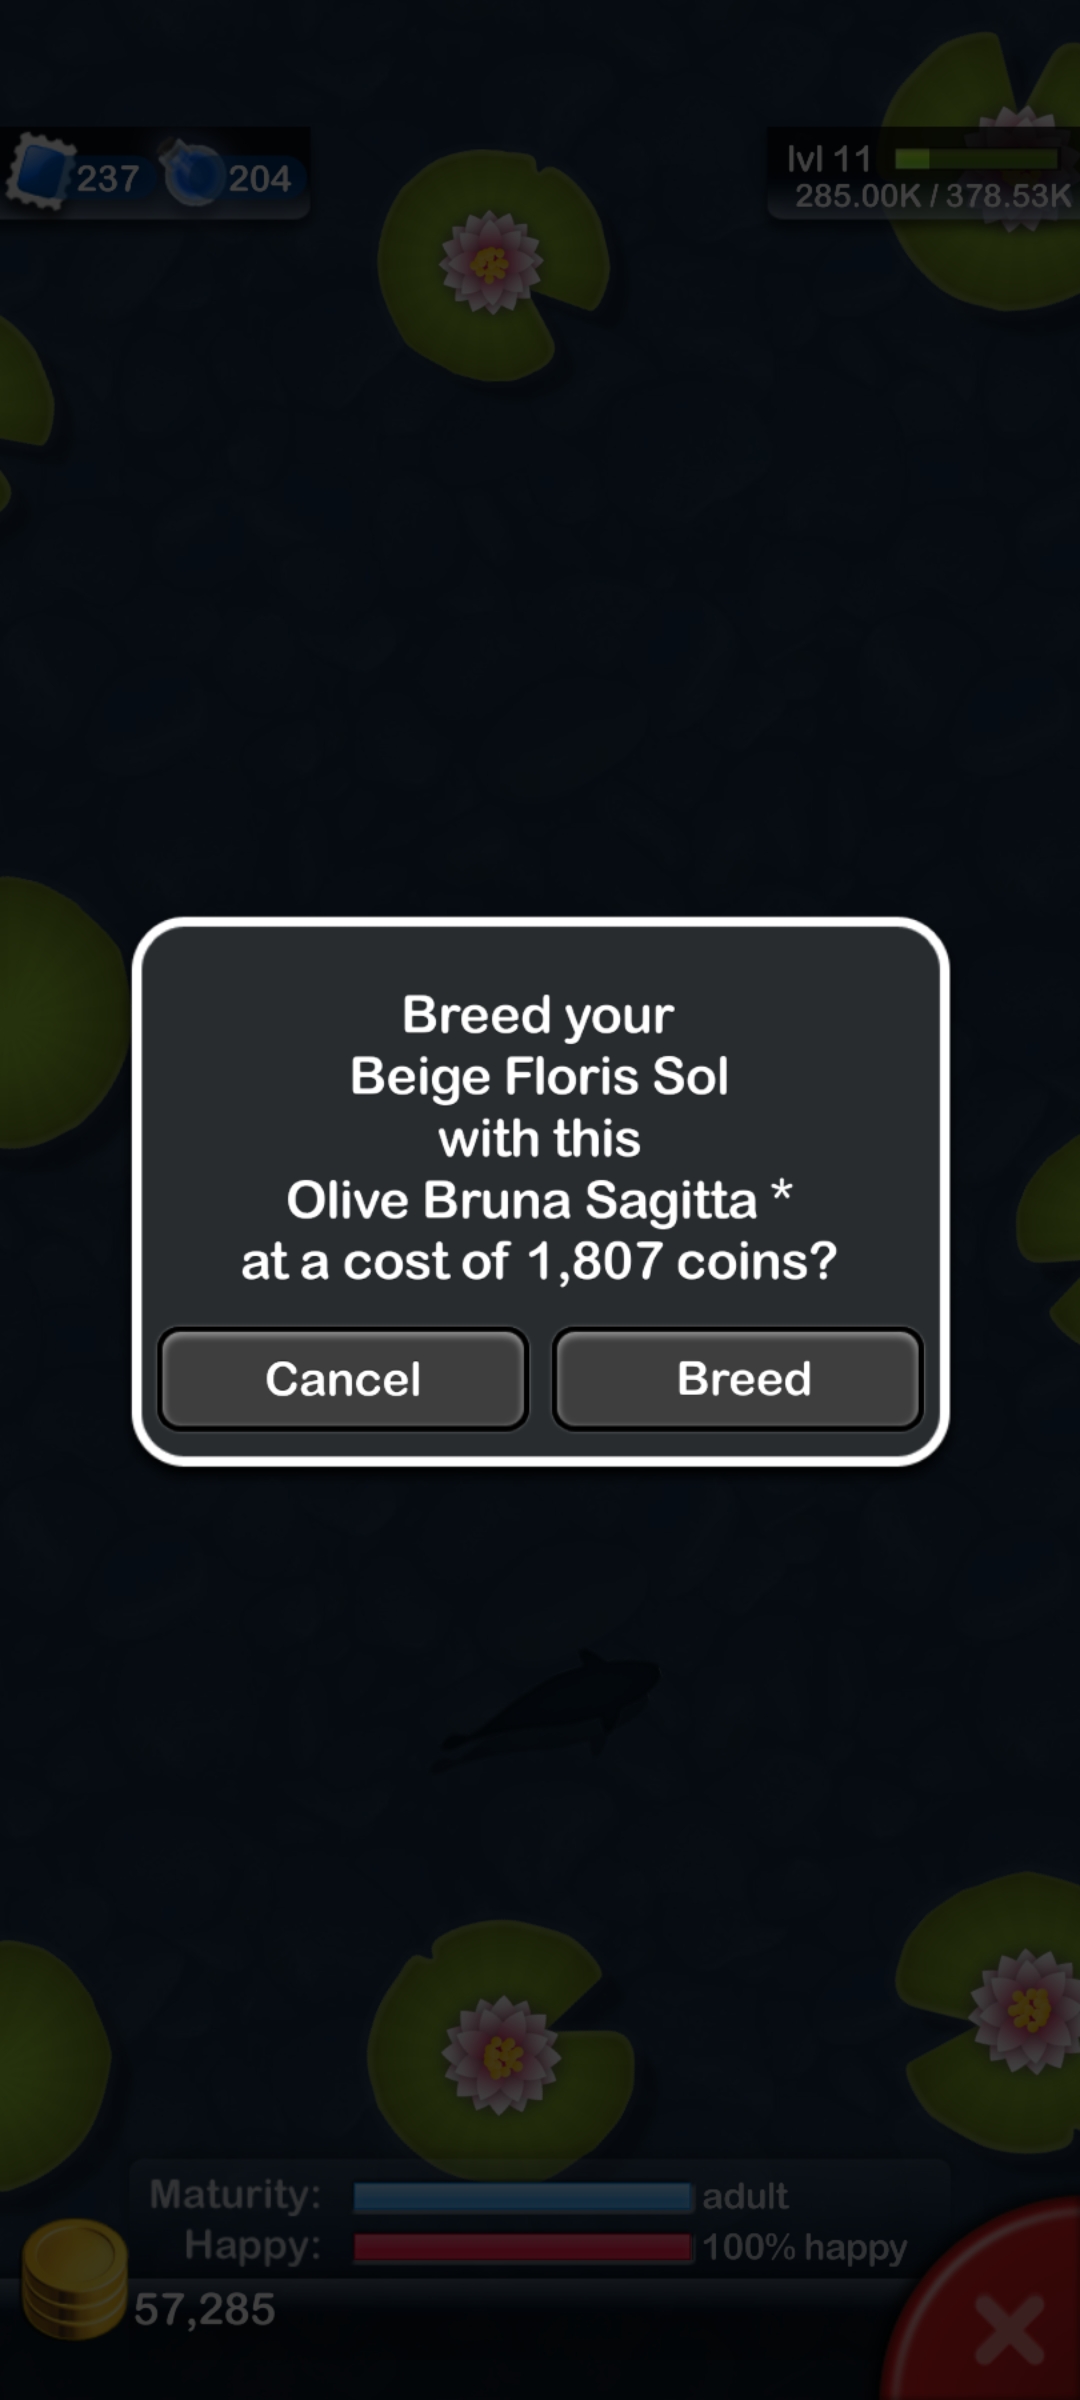 237 204
lvl 11
285.00K / 378.53K
Breed your
Beige Floris Sol
with this
Olive Bruna Sagitta *
at a cost of 1,807 coins?
Cancel Breed
Maturity: adult
Happy: 100% happy
57,285